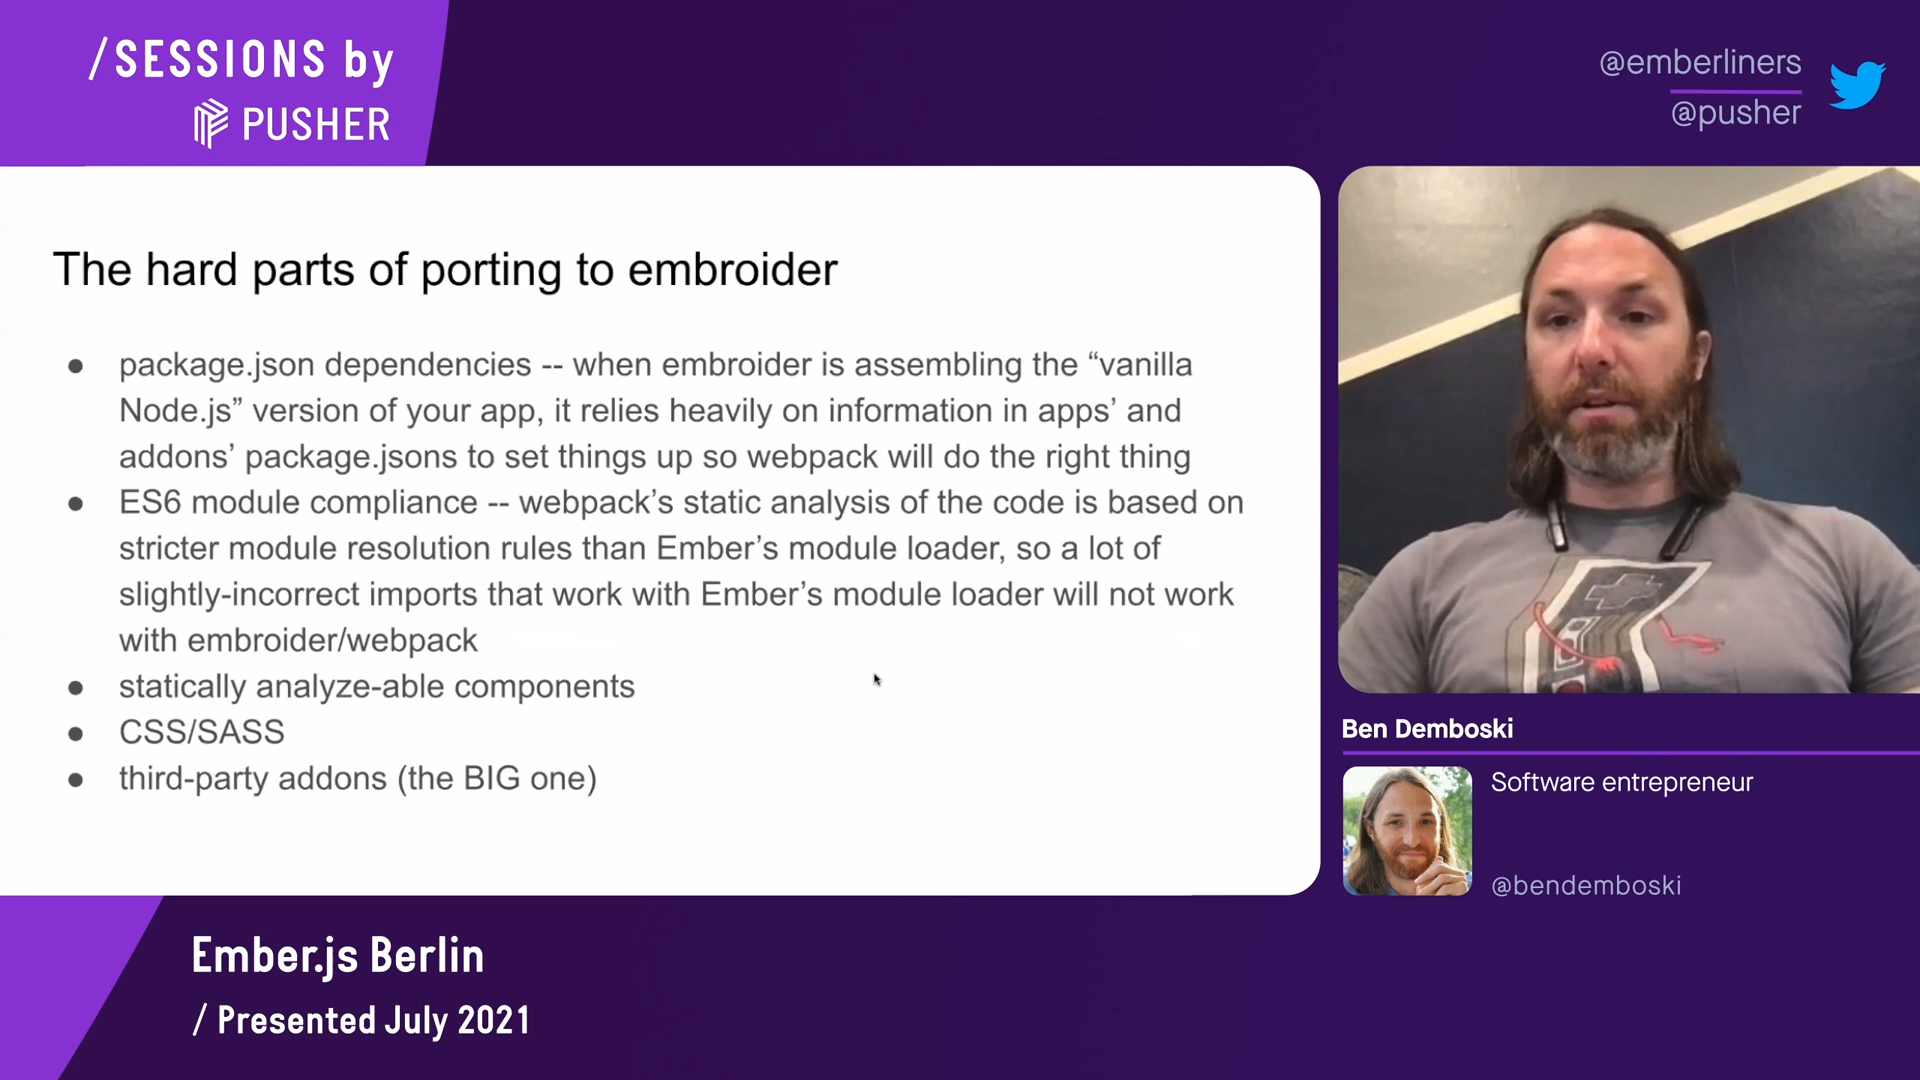 /SESSIONS by
PUSHER
@emberliners
@pusher
The hard parts of porting to embroider
● package.json dependencies -- when embroider is assembling the “vanilla
Node.js” version of your app, it relies heavily on information in apps’ and
addons’ package.jsons to set things up so webpack will do the right thing
● ES6 module compliance -- webpack’s static analysis of the code is based on
stricter module resolution rules than Ember’s module loader, so a lot of
slightly-incorrect imports that work with Ember’s module loader will not work
with embroider/webpack
● statically analyze-able components
● CSS/SASS
● third-party addons (the BIG one)
Ben Demboski
Software entrepreneur
@bendemboski
Ember.js Berlin
/ Presented July 2021